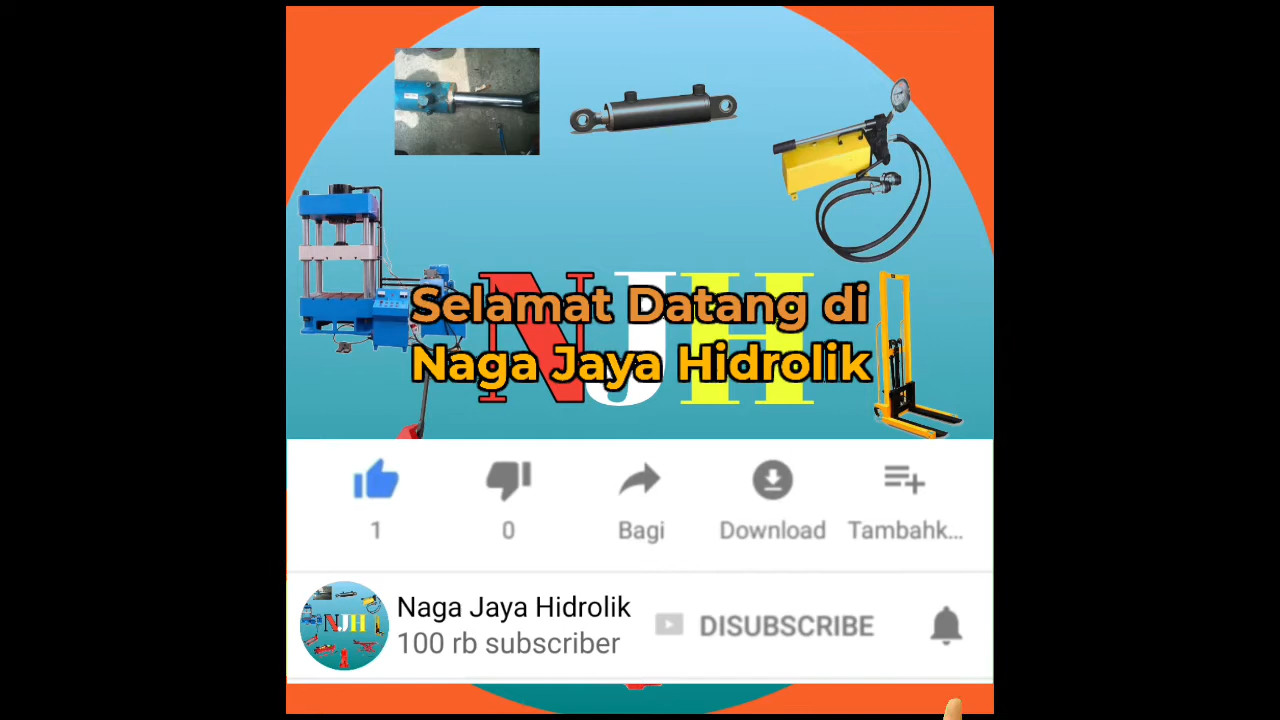 NJH
Selamat Datang di
Naga Jaya Hidrolik
1
0
Bagi
Download
Tambahk...
NJH
Naga Jaya Hidrolik
100 rb subscriber
DISUBSCRIBE